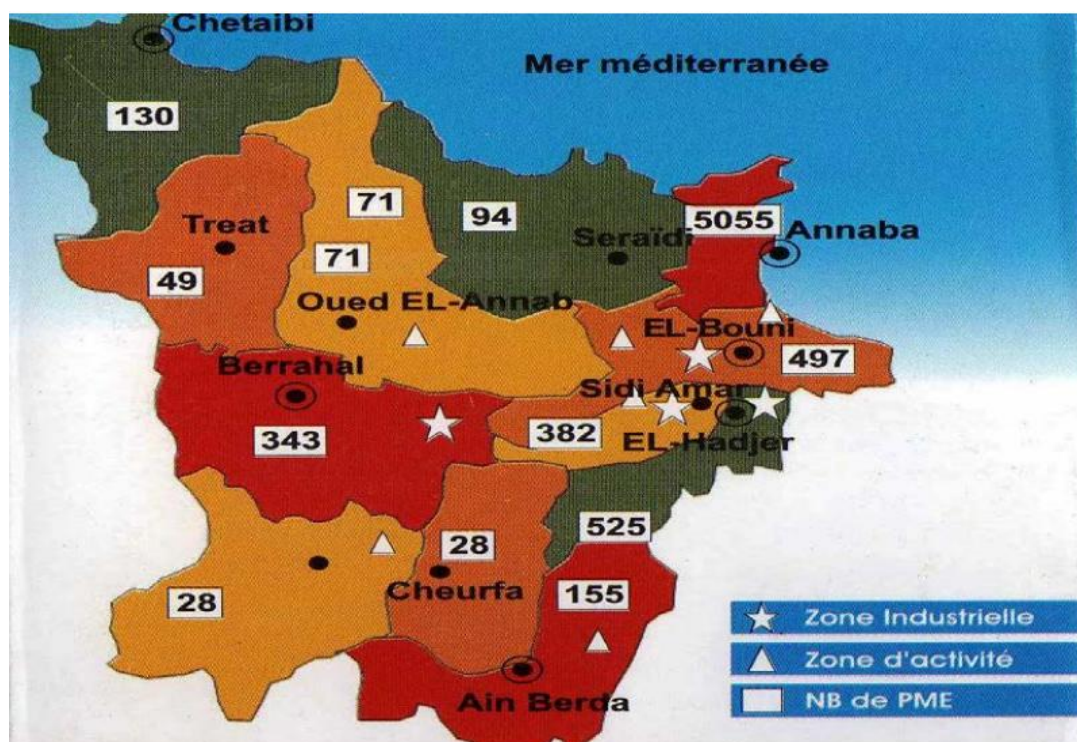 Chetaibi
Mer méditerranée
130
71
94
5055
Treat
Seraïdi
Annaba
71
49
Oued EL-Annab
EL-Bouni
497
Berrahal
Sidi Amar
343
382
EL-Hadjer
525
28
Cheurfa
28
155
Ain Berda
Zone Industrielle
Zone d'activité
NB de PME